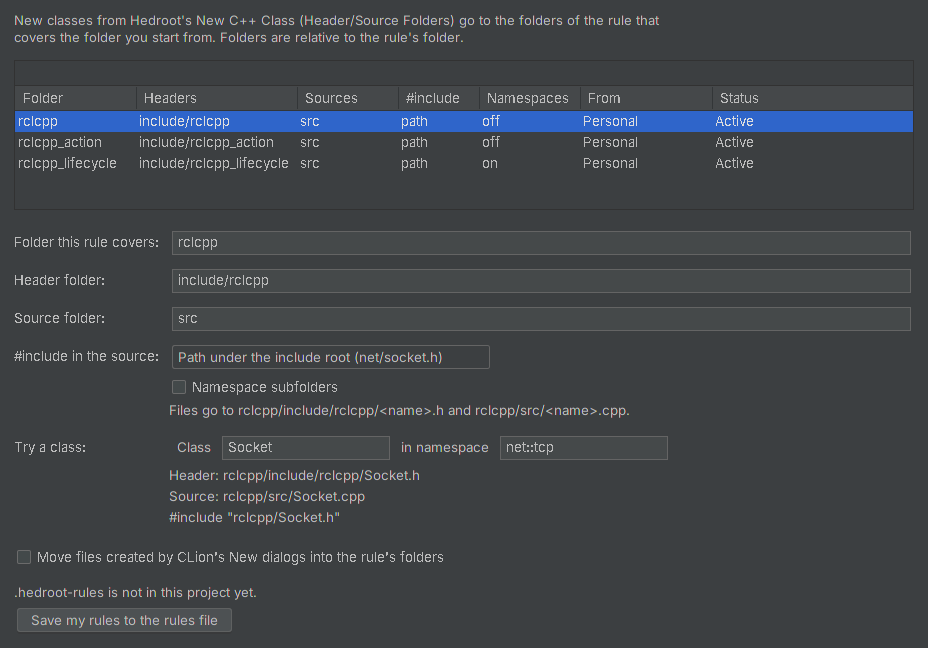 New classes from Hedroot's New C++ Class (Header/Source Folders) go to the folders of the rule that
covers the folder you start from. Folders are relative to the rule's folder.
Folder Headers Sources #include Namespaces From Status
rclcpp include/rclcpp src path off Personal Active
rclcpp_action include/rclcpp_action src path off Personal Active
rclcpp_lifecycle include/rclcpp_lifecycle src path on Personal Active
Folder this rule covers: rclcpp
Header folder: include/rclcpp
Source folder: src
#include in the source: Path under the include root (net/socket.h)
Namespace subfolders
Files go to rclcpp/include/rclcpp/<name>.h and rclcpp/src/<name>.cpp.
Try a class: Class Socket in namespace net::tcp
Header: rclcpp/include/rclcpp/Socket.h
Source: rclcpp/src/Socket.cpp
#include "rclcpp/Socket.h"
Move files created by CLion's New dialogs into the rule's folders
.hedroot-rules is not in this project yet.
Save my rules to the rules file